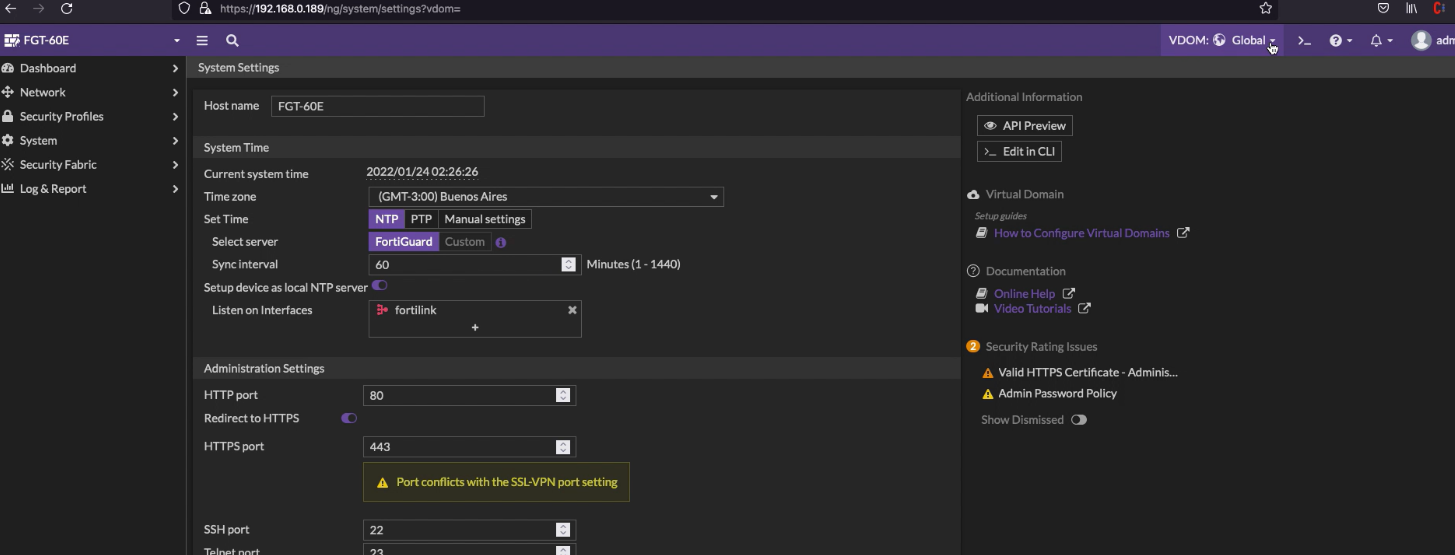 https://192.168.0.189/ng/system/settings?vdom=
FGT-60E
VDOM: Global
>_
Dashboard
Network
Security Profiles
System
Security Fabric
Log & Report
System Settings
Host name FGT-60E
System Time
Current system time 2022/01/24 02:26:26
Time zone (GMT-3:00) Buenos Aires
Set Time NTP PTP Manual settings
Select server FortiGuard Custom
Sync interval 60 Minutes (1 - 1440)
Setup device as local NTP server
Listen on Interfaces fortilink
+
Administration Settings
HTTP port 80
Redirect to HTTPS
HTTPS port 443
Port conflicts with the SSL-VPN port setting
SSH port 22
Telnet port 23
Additional Information
API Preview
>_ Edit in CLI
Virtual Domain
Setup guides
How to Configure Virtual Domains
Documentation
Online Help
Video Tutorials
2 Security Rating Issues
Valid HTTPS Certificate - Adminis...
Admin Password Policy
Show Dismissed